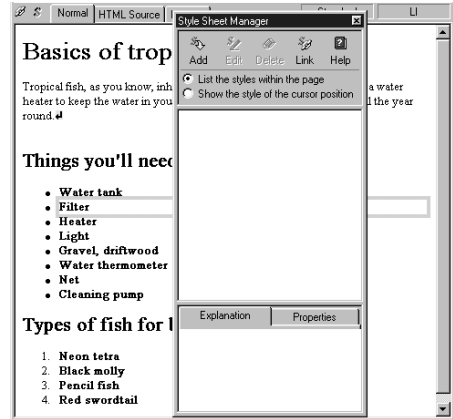 Normal HTML Source LI
Style Sheet Manager
Add Edit Delete Link Help
List the styles within the page
Show the style of the cursor position
Explanation Properties
Basics of trop
Tropical fish, as you know, inh a water
heater to keep the water in you l the year
round.
Things you'll need
• Water tank
• Filter
• Heater
• Light
• Gravel, driftwood
• Water thermometer
• Net
• Cleaning pump
Types of fish for
1. Neon tetra
2. Black molly
3. Pencil fish
4. Red swordtail